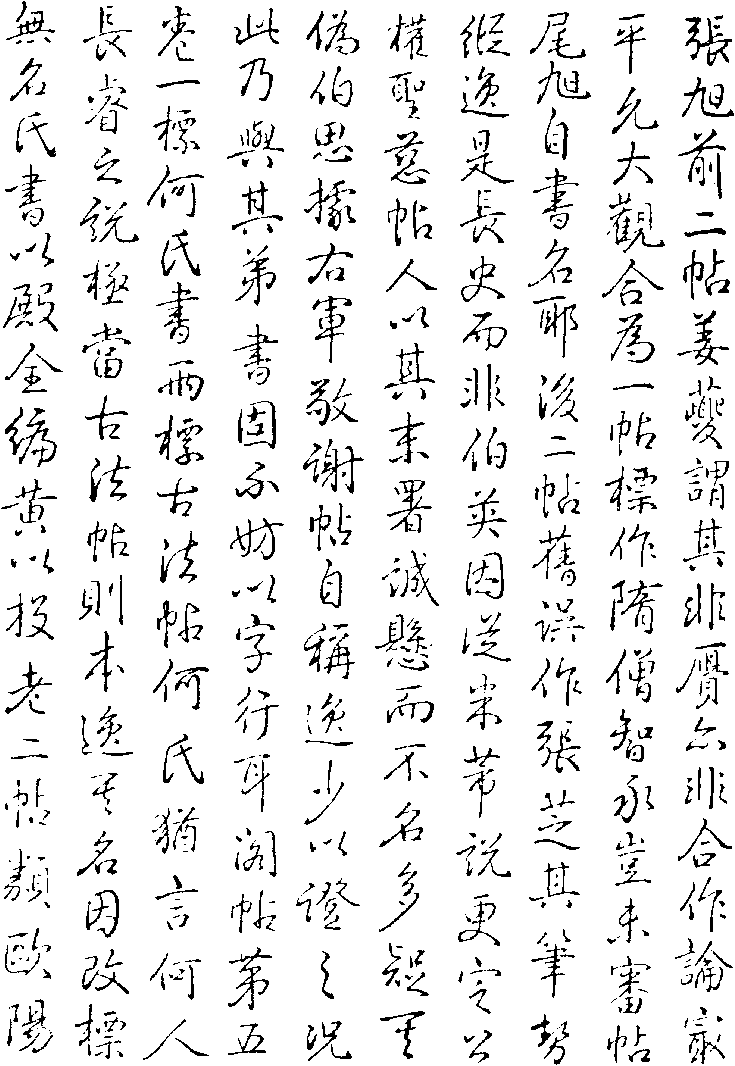 張旭前二帖姜夔謂其非贗亦非合作論寂
平允大觀合為一帖標作隋僧智永豈未審帖
尾旭自書名耶後二帖舊誤作張芝其筆勢
縱逸是長史而非伯英因從米芾說更定公
權聖慈帖人以其末署誠懸而不名多疑其
偽伯思據右軍敬謝帖自稱逸少以證之況
此乃與其弟書固不妨以字行耳閣帖第五
卷一標何氏書兩標古法帖何氏猶言何人
長睿之說極當古法帖則本逸其名因改標
無名氏書以殿全編黃以投老二帖類歐陽